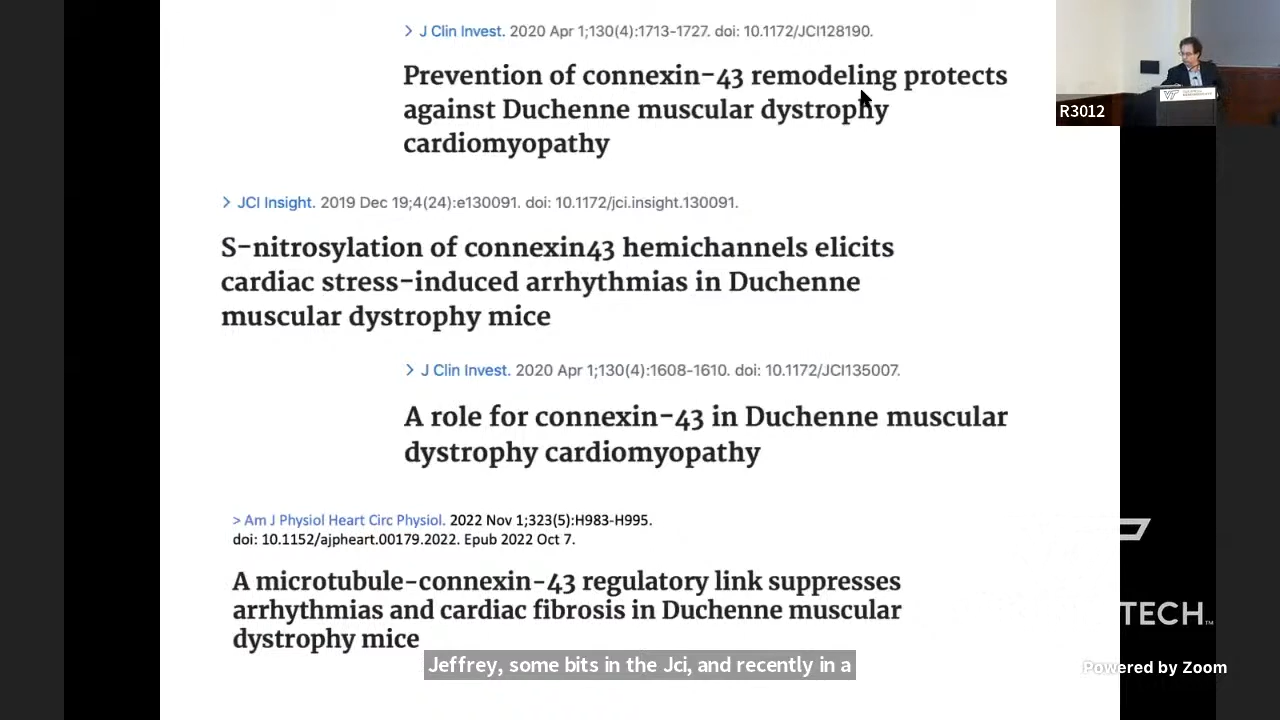 > J Clin Invest. 2020 Apr 1;130(4):1713-1727. doi: 10.1172/JCI128190.
Prevention of connexin-43 remodeling protects
against Duchenne muscular dystrophy
cardiomyopathy
R3012
VT
> JCI Insight. 2019 Dec 19;4(24):e130091. doi: 10.1172/jci.insight.130091.
S-nitrosylation of connexin43 hemichannels elicits
cardiac stress-induced arrhythmias in Duchenne
muscular dystrophy mice
> J Clin Invest. 2020 Apr 1;130(4):1608-1610. doi: 10.1172/JCI135007.
A role for connexin-43 in Duchenne muscular
dystrophy cardiomyopathy
> Am J Physiol Heart Circ Physiol. 2022 Nov 1;323(5):H983-H995.
doi: 10.1152/ajpheart.00179.2022. Epub 2022 Oct 7.
A microtubule-connexin-43 regulatory link suppresses
arrhythmias and cardiac fibrosis in Duchenne muscular
dystrophy mice
TECH™
Jeffrey, some bits in the Jci, and recently in a
Powered by Zoom